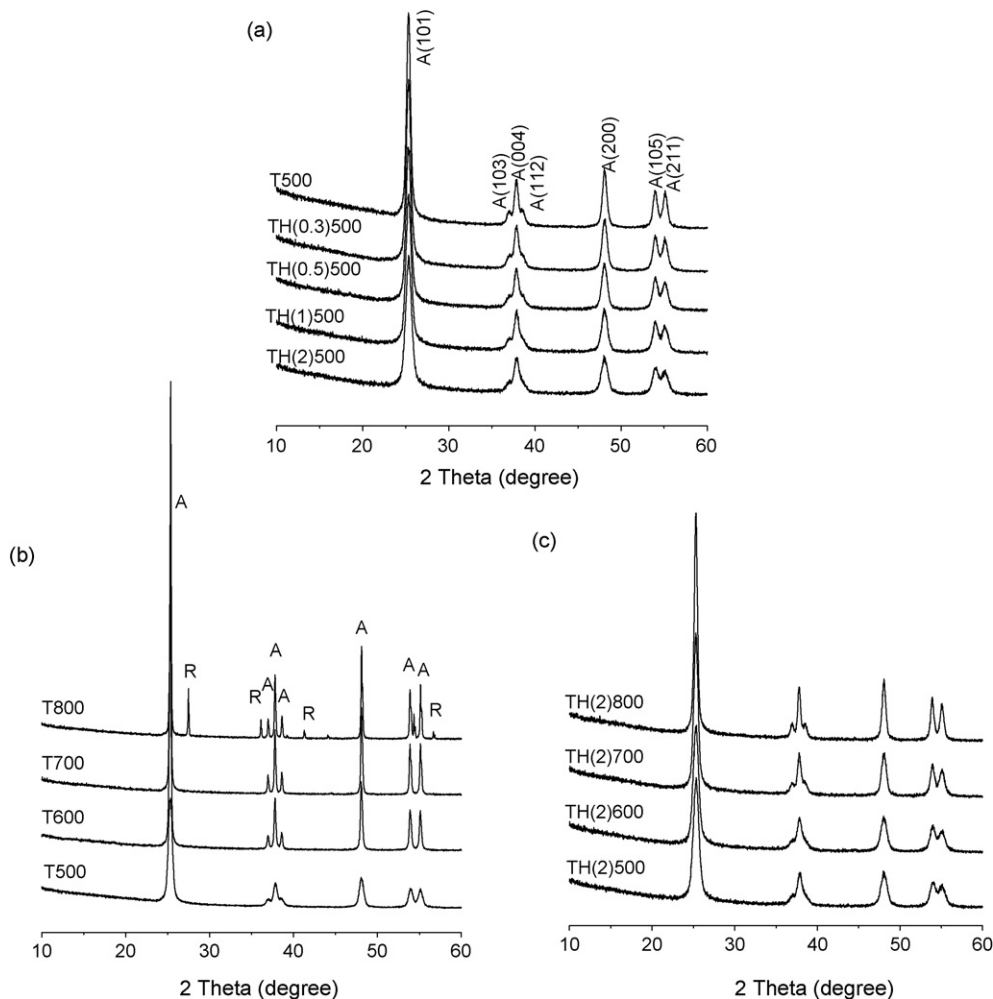 (a)
A(101)
A(103)
A(004)
A(112)
A(200)
A(105)
A(211)
T500
TH(0.3)500
TH(0.5)500
TH(1)500
TH(2)500
10 20 30 40 50 60
2 Theta (degree)
(b)
A
R
R
A
A
A
R
A
A
A
R
T800
T700
T600
T500
10 20 30 40 50 60
2 Theta (degree)
(c)
TH(2)800
TH(2)700
TH(2)600
TH(2)500
10 20 30 40 50 60
2 Theta (degree)